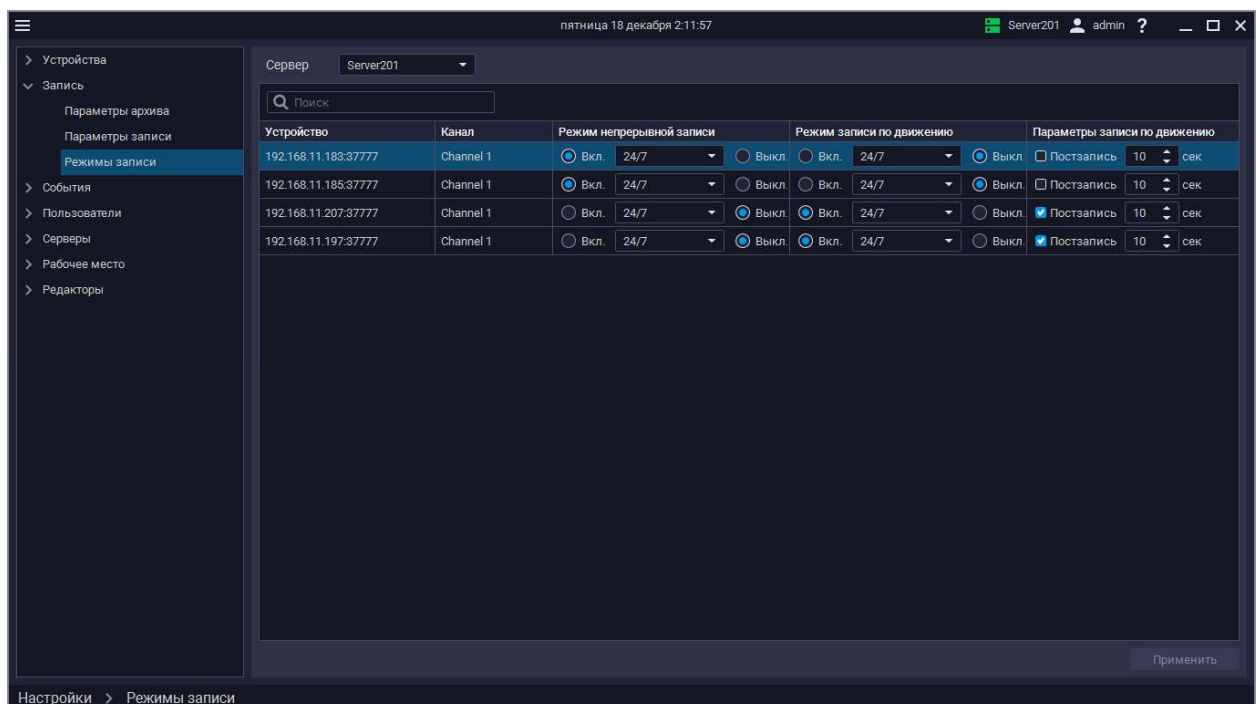 пятница 18 декабря 2:11:57 Server201 admin ?
Устройства
Запись
Параметры архива
Параметры записи
Режимы записи
События
Пользователи
Серверы
Рабочее место
Редакторы
Сервер Server201
Поиск
Устройство Канал Режим непрерывной записи Режим записи по движению Параметры записи по движению
192.168.11.183:37777 Channel 1 Вкл. 24/7 Выкл. Вкл. 24/7 Выкл. Постзапись 10 сек
192.168.11.185:37777 Channel 1 Вкл. 24/7 Выкл. Вкл. 24/7 Выкл. Постзапись 10 сек
192.168.11.207:37777 Channel 1 Вкл. 24/7 Выкл. Вкл. 24/7 Выкл. Постзапись 10 сек
192.168.11.197:37777 Channel 1 Вкл. 24/7 Выкл. Вкл. 24/7 Выкл. Постзапись 10 сек
Применить
Настройки > Режимы записи